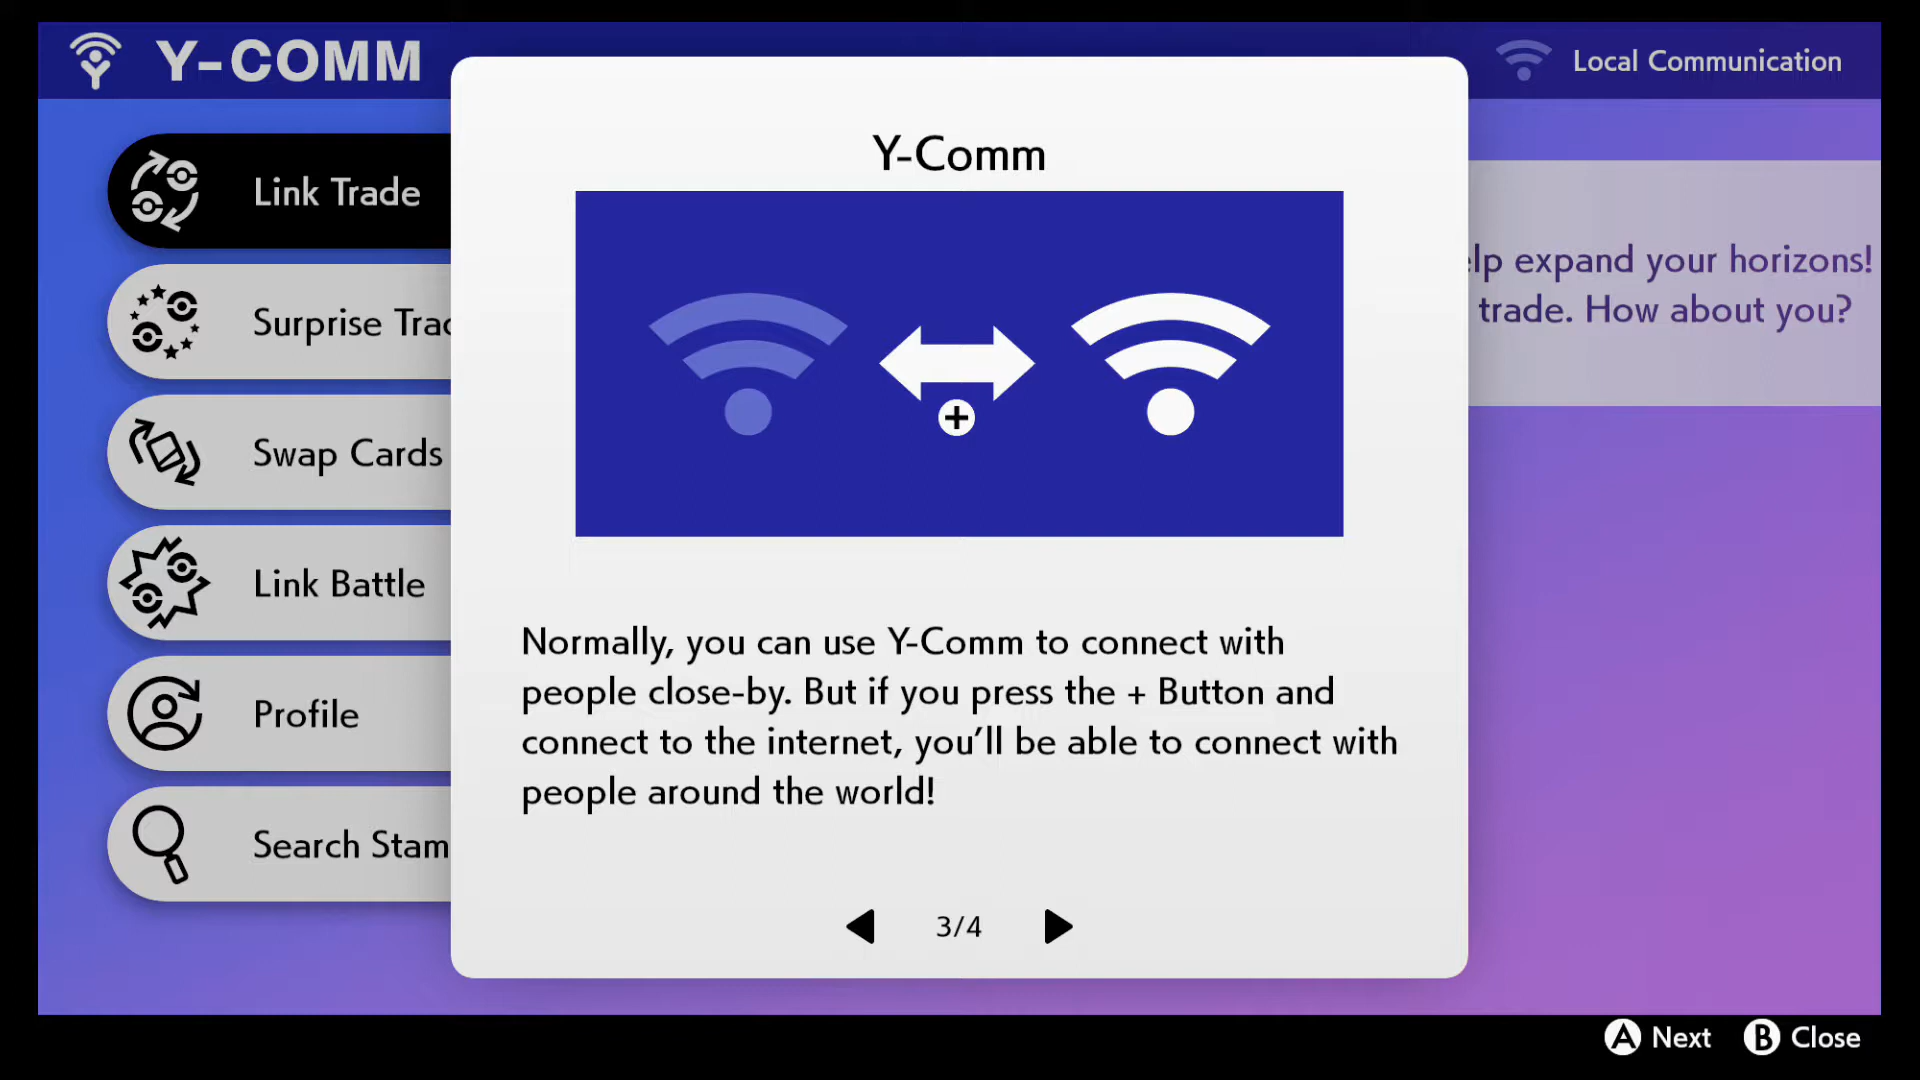 Y-COMM
Local Communication
Link Trade
Surprise
Swap Cards
Link Battle
Profile
Search
expand your horizons!
trade. How about you?
Y-Comm
+
Normally, you can use Y-Comm to connect with
people close-by. But if you press the + Button and
connect to the internet, you'll be able to connect with
people around the world!
3/4
A Next B Close